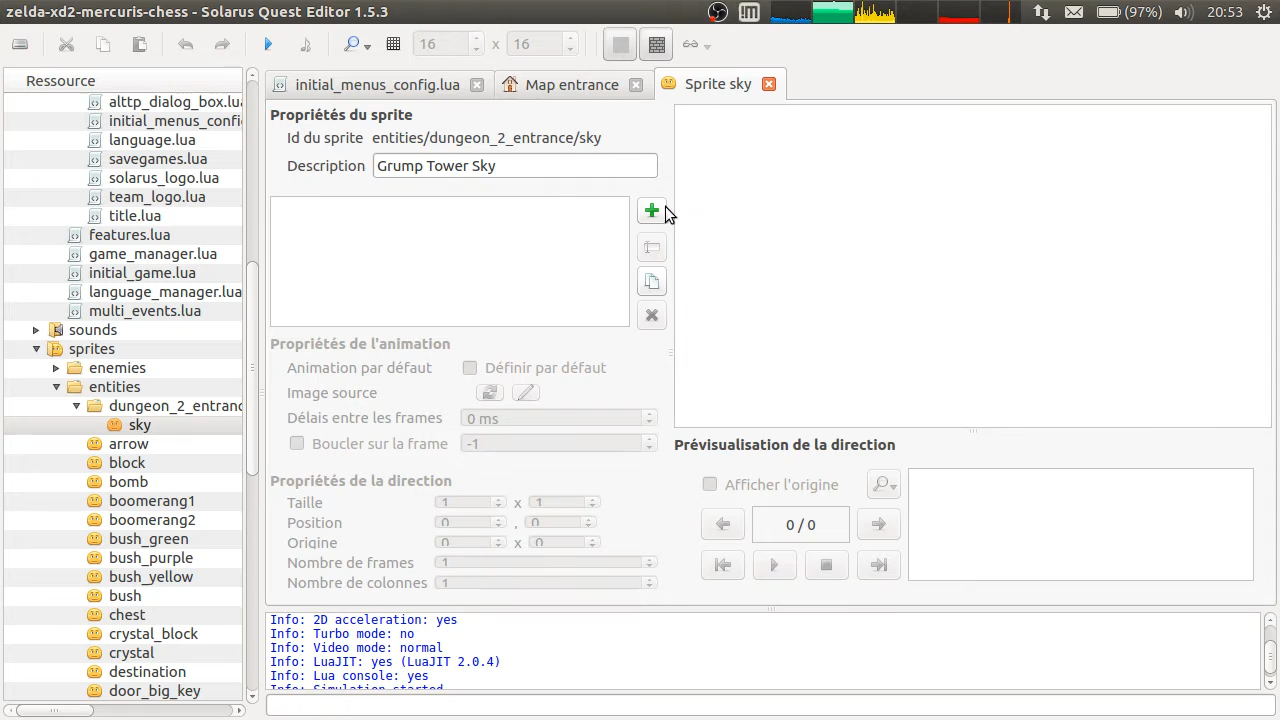 zelda-xd2-mercuris-chess - Solarus Quest Editor 1.5.3
(97%)
20:53
16 x 16
Ressource
alttp_dialog_box.lu
initial_menus_confi
language.lua
savegames.lua
solarus_logo.lua
team_logo.lua
title.lua
features.lua
game_manager.lua
initial_game.lua
language_manager.lua
multi_events.lua
sounds
sprites
enemies
entities
dungeon_2_entranc
sky
arrow
block
bomb
boomerang1
boomerang2
bush_green
bush_purple
bush_yellow
bush
chest
crystal_block
crystal
destination
door_big_key
initial_menus_config.lua
Map entrance
Sprite sky
Propriétés du sprite
Id du sprite entities/dungeon_2_entrance/sky
Description Grump Tower Sky
Propriétés de l'animation
Animation par défaut Définir par défaut
Image source
Délais entre les frames 0 ms
Boucler sur la frame -1
Propriétés de la direction
Taille 1 x 1
Position 0 , 0
Origine 0 x 0
Nombre de frames 1
Nombre de colonnes 1
Prévisualisation de la direction
Afficher l'origine
0 / 0
Info: 2D acceleration: yes
Info: Turbo mode: no
Info: Video mode: normal
Info: LuaJIT: yes (LuaJIT 2.0.4)
Info: Lua console: yes
Info: Simulation started